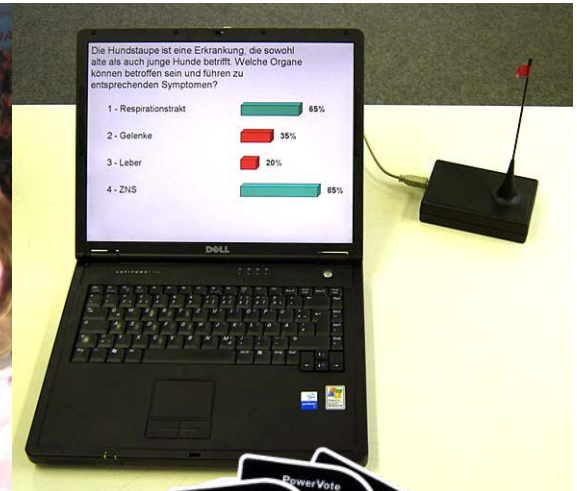 Die Hundstaupe ist eine Erkrankung, die sowohl
alte als auch junge Hunde betrifft. Welche Organe
können betroffen sein und führen zu
entsprechenden Symptomen?
1 - Respirationstrakt 65%
2 - Gelenke 35%
3 - Leber 20%
4 - ZNS 85%
DELL
LATITUDE
PowerVote